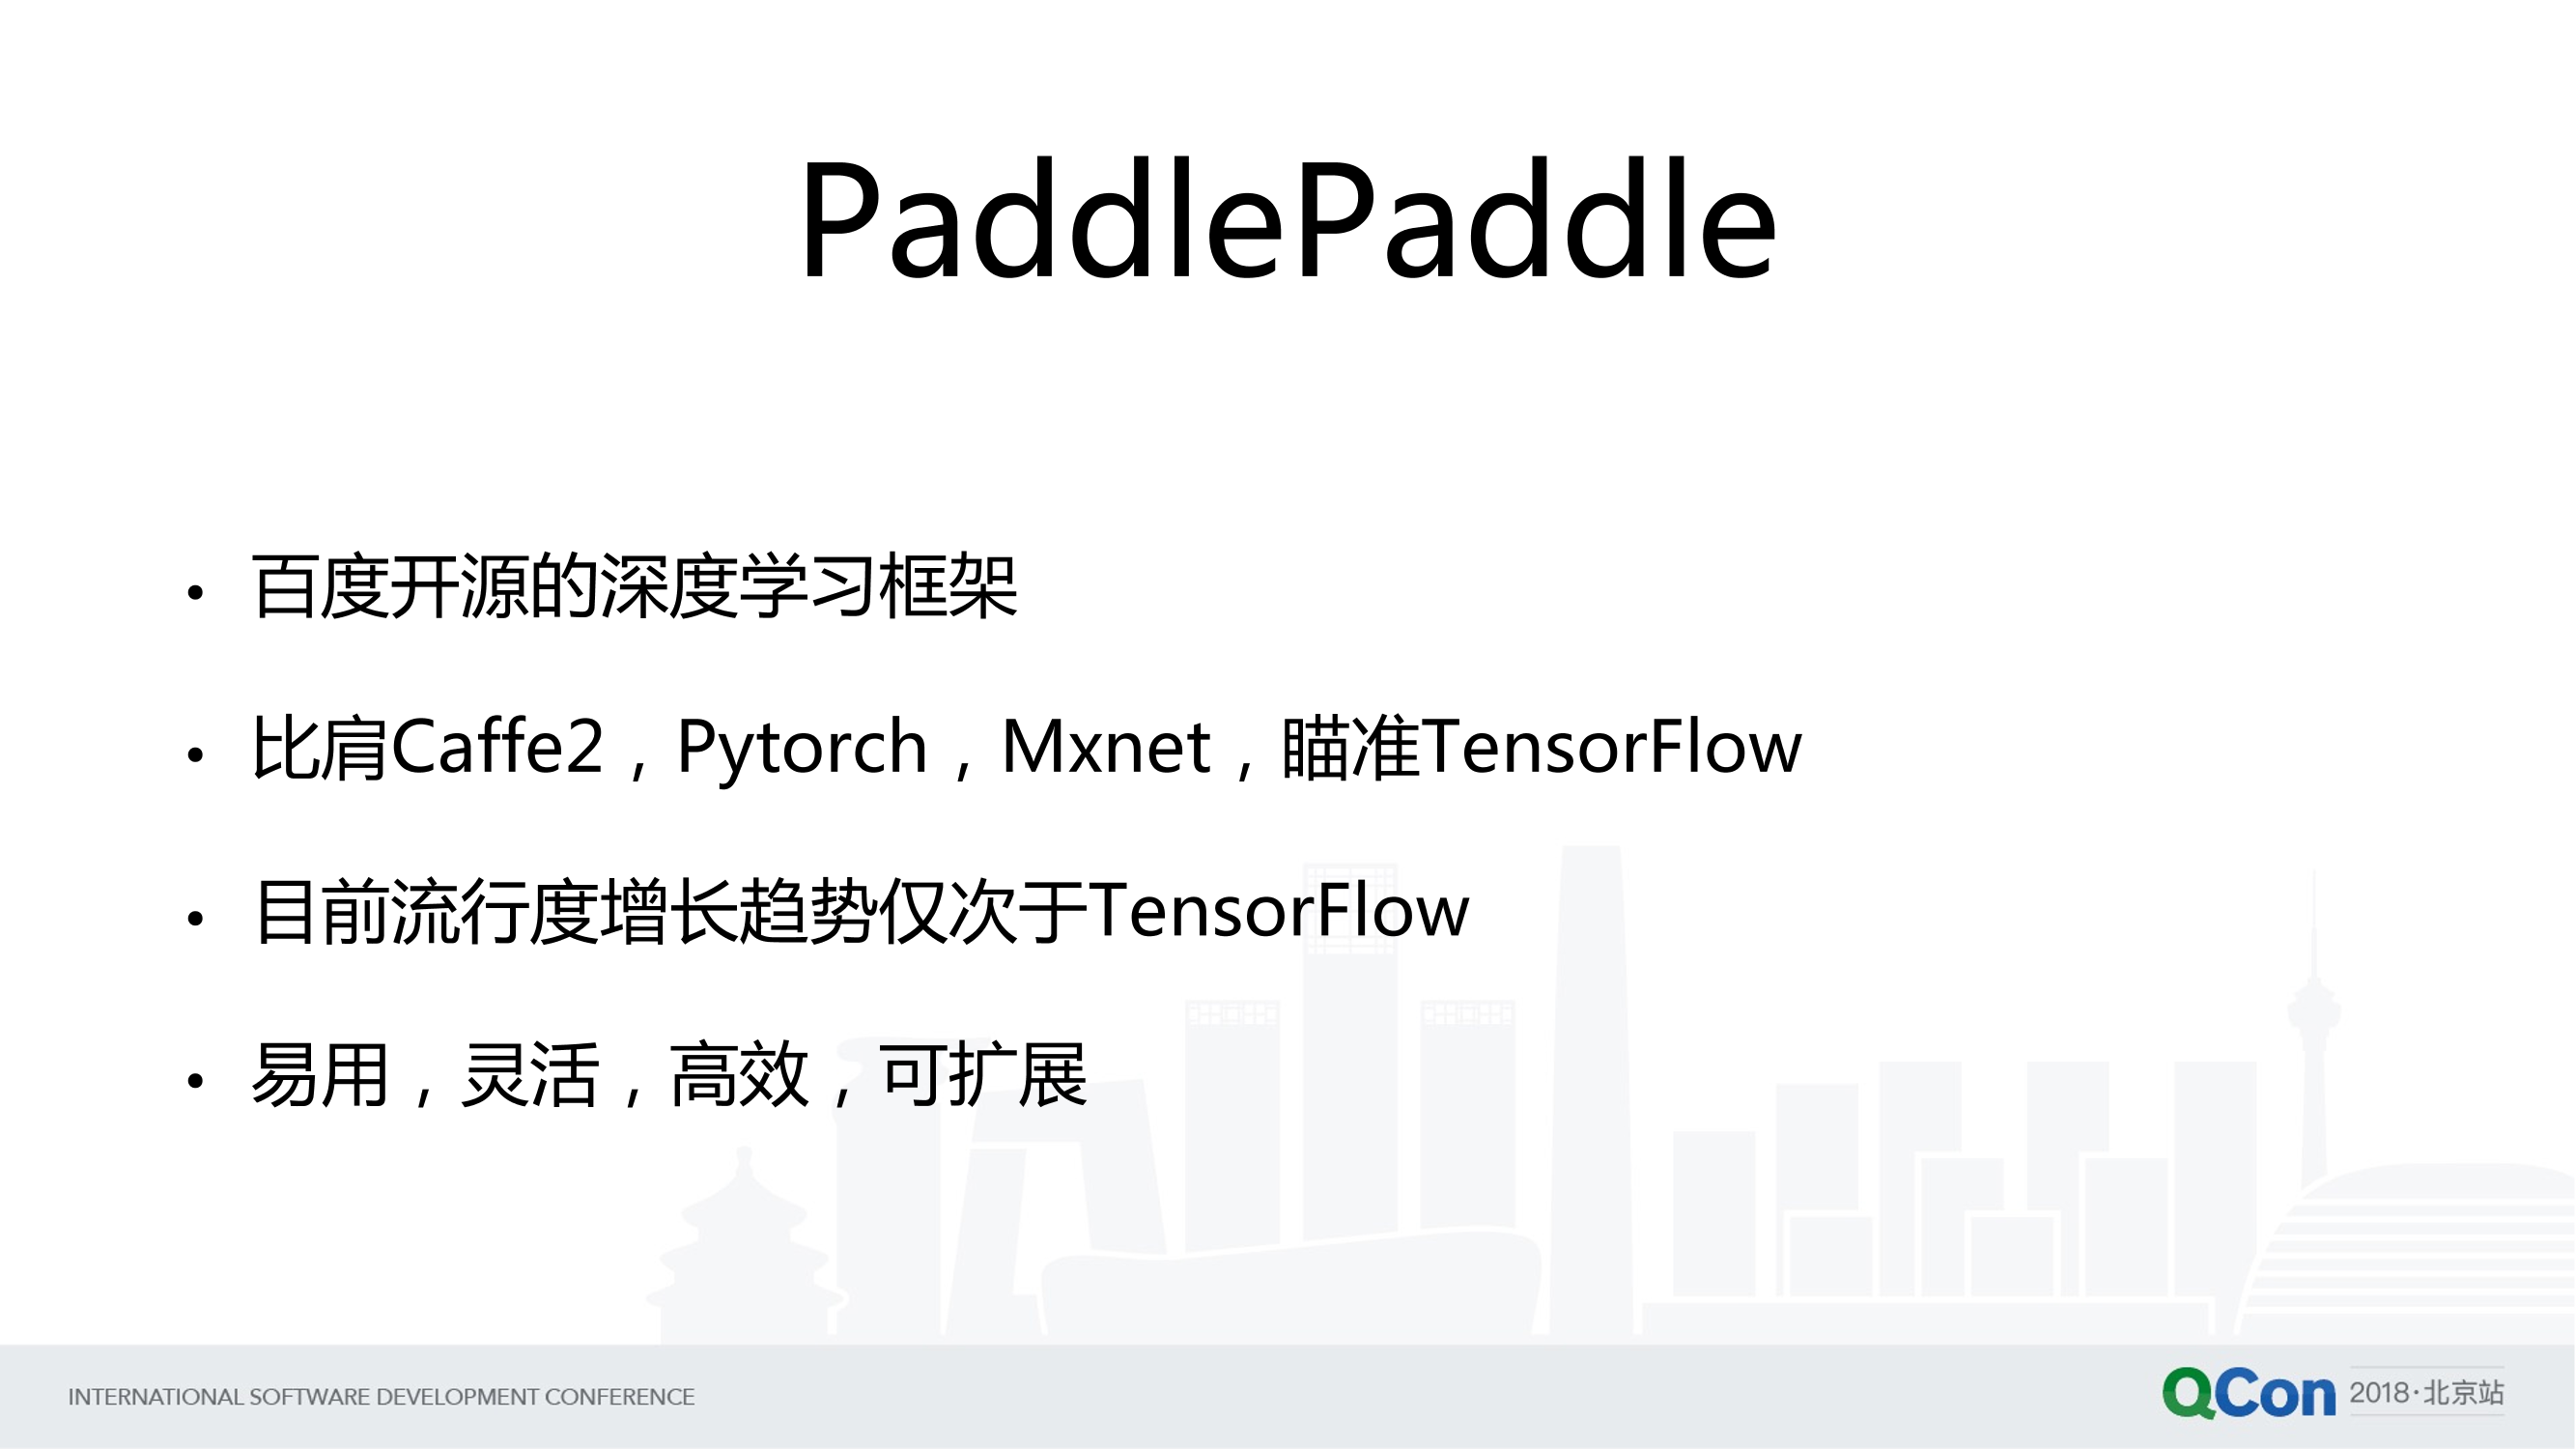 PaddlePaddle
• 百度开源的深度学习框架
• 比肩Caffe2，Pytorch，Mxnet，瞄准TensorFlow
• 目前流行度增长趋势仅次于TensorFlow
• 易用，灵活，高效，可扩展
INTERNATIONAL SOFTWARE DEVELOPMENT CONFERENCE
QCon 2018·北京站